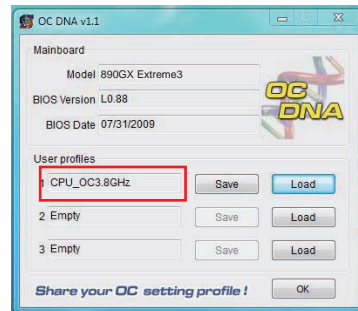 OC DNA v1.1
Mainboard
Model 890GX Extreme3
BIOS Version L0.88
BIOS Date 07/31/2009
OC
DNA
User profiles
1 CPU_OC3.8GHz Save Load
2 Empty Save Load
3 Empty Save Load
Share your OC setting profile ! OK